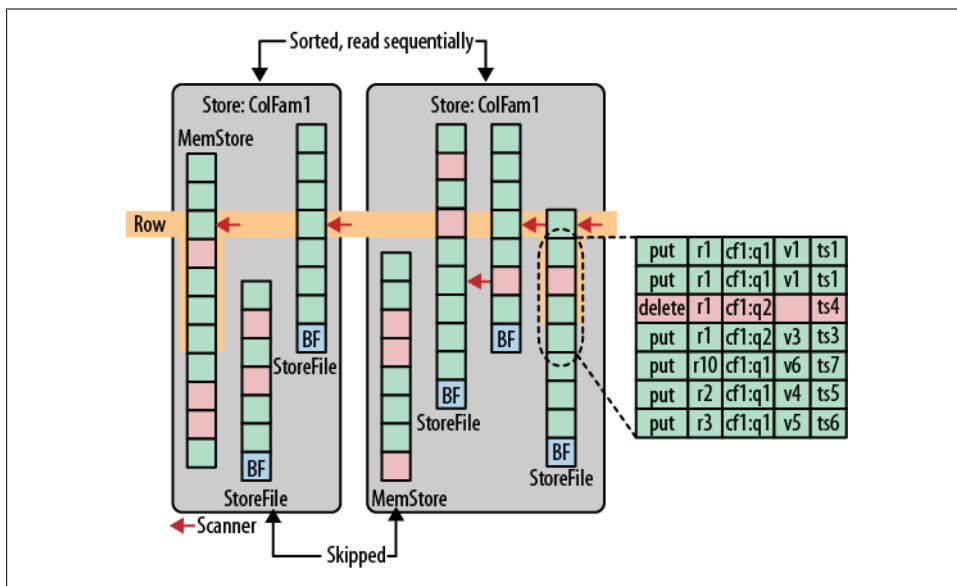 Sorted, read sequentially
Store: ColFam1
MemStore
Row
BF
StoreFile
BF
StoreFile
Scanner
Store: ColFam1
BF
StoreFile
BF
BF
StoreFile
MemStore
Skipped
put r1 cf1:q1 v1 ts1
put r1 cf1:q1 v1 ts1
delete r1 cf1:q2 ts4
put r1 cf1:q2 v3 ts3
put r10 cf1:q1 v6 ts7
put r2 cf1:q1 v4 ts5
put r3 cf1:q1 v5 ts6